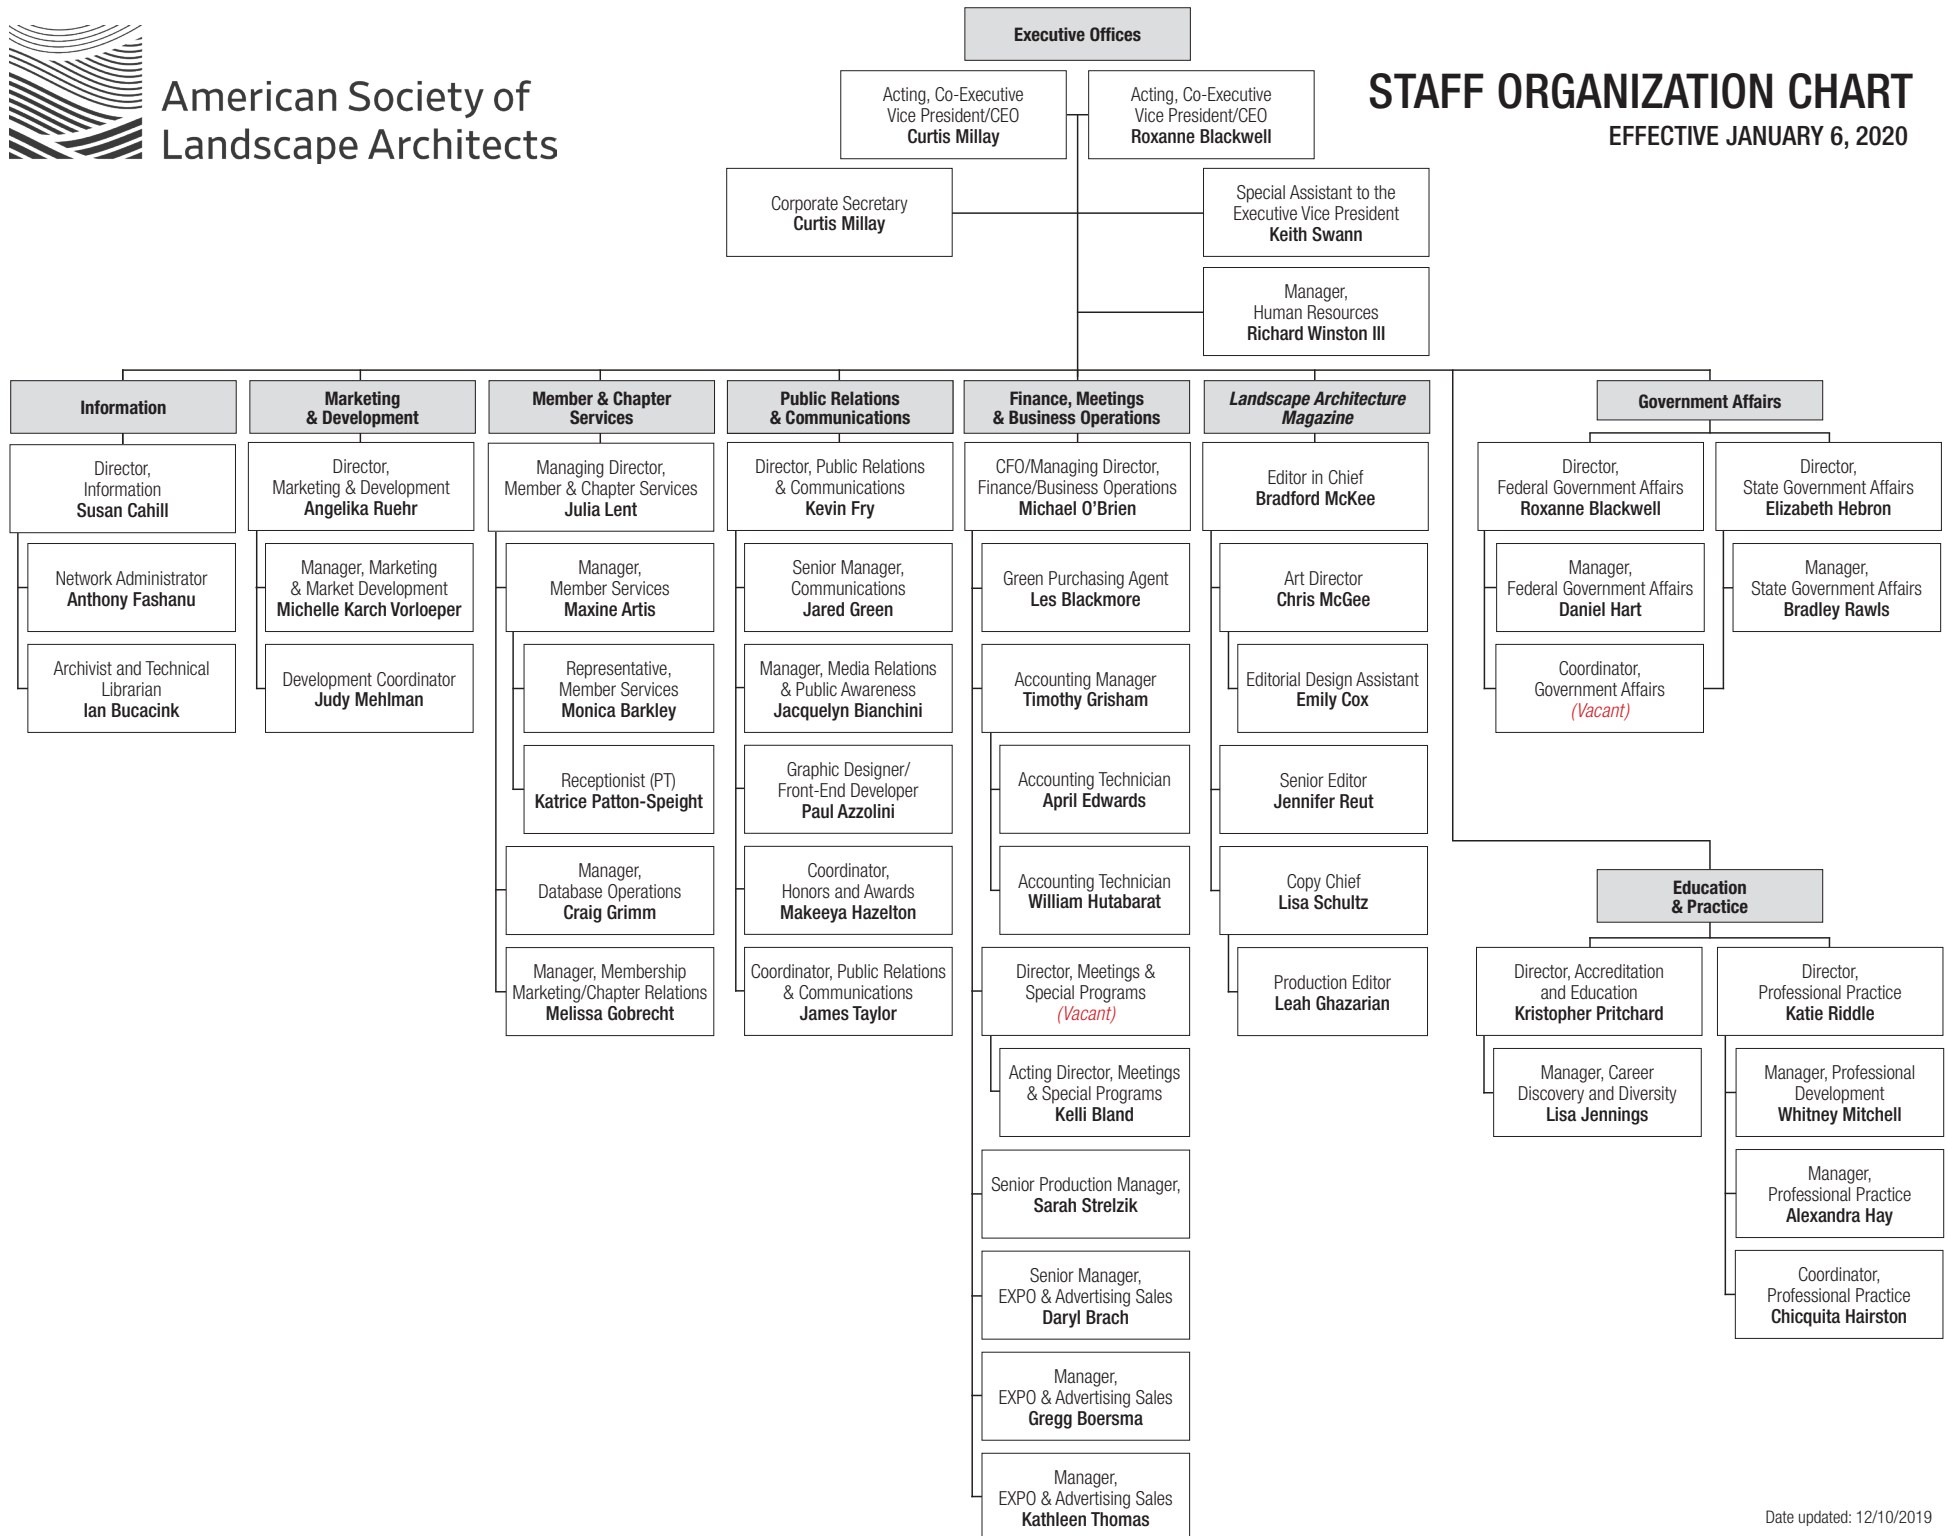 American Society of
Landscape Architects
STAFF ORGANIZATION CHART
EFFECTIVE JANUARY 6, 2020
Executive Offices
Acting, Co-Executive
Vice President/CEO
Curtis Millay
Acting, Co-Executive
Vice President/CEO
Roxanne Blackwell
Corporate Secretary
Curtis Millay
Special Assistant to the
Executive Vice President
Keith Swann
Manager,
Human Resources
Richard Winston III
Information
Director,
Information
Susan Cahill
Network Administrator
Anthony Fashanu
Archivist and Technical
Librarian
Ian Bucacink
Marketing
& Development
Director,
Marketing & Development
Angelika Ruehr
Manager, Marketing
& Market Development
Michelle Karch Vorloeper
Development Coordinator
Judy Mehlman
Member & Chapter
Services
Managing Director,
Member & Chapter Services
Julia Lent
Manager,
Member Services
Maxine Artis
Representative,
Member Services
Monica Barkley
Receptionist (PT)
Katrice Patton-Speight
Manager,
Database Operations
Craig Grimm
Manager, Membership
Marketing/Chapter Relations
Melissa Gobrecht
Public Relations
& Communications
Director, Public Relations
& Communications
Kevin Fry
Senior Manager,
Communications
Jared Green
Manager, Media Relations
& Public Awareness
Jacquelyn Bianchini
Graphic Designer/
Front-End Developer
Paul Azzolini
Coordinator,
Honors and Awards
Makeeya Hazelton
Coordinator, Public Relations
& Communications
James Taylor
Finance, Meetings
& Business Operations
CFO/Managing Director,
Finance/Business Operations
Michael O’Brien
Green Purchasing Agent
Les Blackmore
Accounting Manager
Timothy Grisham
Accounting Technician
April Edwards
Accounting Technician
William Hutabarat
Director, Meetings &
Special Programs
(Vacant)
Acting Director, Meetings
& Special Programs
Kelli Bland
Senior Production Manager,
Sarah Strelzik
Senior Manager,
EXPO & Advertising Sales
Daryl Brach
Manager,
EXPO & Advertising Sales
Gregg Boersma
Manager,
EXPO & Advertising Sales
Kathleen Thomas
Landscape Architecture
Magazine
Editor in Chief
Bradford McKee
Art Director
Chris McGee
Editorial Design Assistant
Emily Cox
Senior Editor
Jennifer Reut
Copy Chief
Lisa Schultz
Production Editor
Leah Ghazarian
Government Affairs
Director,
Federal Government Affairs
Roxanne Blackwell
Manager,
Federal Government Affairs
Daniel Hart
Coordinator,
Government Affairs
(Vacant)
Director,
State Government Affairs
Elizabeth Hebron
Manager,
State Government Affairs
Bradley Rawls
Education
& Practice
Director, Accreditation
and Education
Kristopher Pritchard
Manager, Career
Discovery and Diversity
Lisa Jennings
Director,
Professional Practice
Katie Riddle
Manager, Professional
Development
Whitney Mitchell
Manager,
Professional Practice
Alexandra Hay
Coordinator,
Professional Practice
Chicquita Hairston
Date updated: 12/10/2019